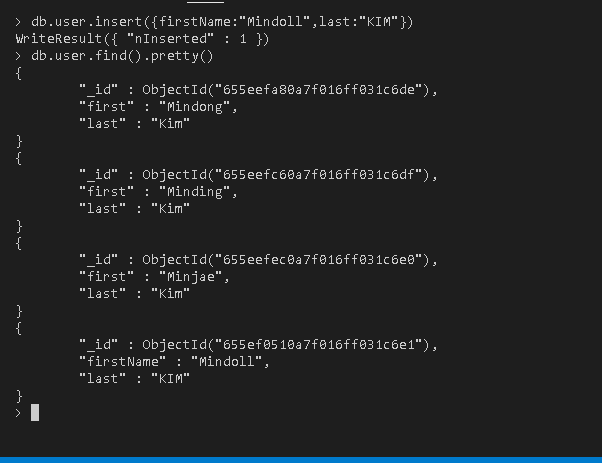 > db.user.insert({firstName:"Mindoll",last:"KIM"})
WriteResult({ "nInserted" : 1 })
> db.user.find().pretty()
{
        "_id" : ObjectId("655eefa80a7f016ff031c6de"),
        "first" : "Mindong",
        "last" : "Kim"
}
{
        "_id" : ObjectId("655eefc60a7f016ff031c6df"),
        "first" : "Minding",
        "last" : "Kim"
}
{
        "_id" : ObjectId("655eefec0a7f016ff031c6e0"),
        "first" : "Minjae",
        "last" : "Kim"
}
{
        "_id" : ObjectId("655ef0510a7f016ff031c6e1"),
        "firstName" : "Mindoll",
        "last" : "KIM"
}
>